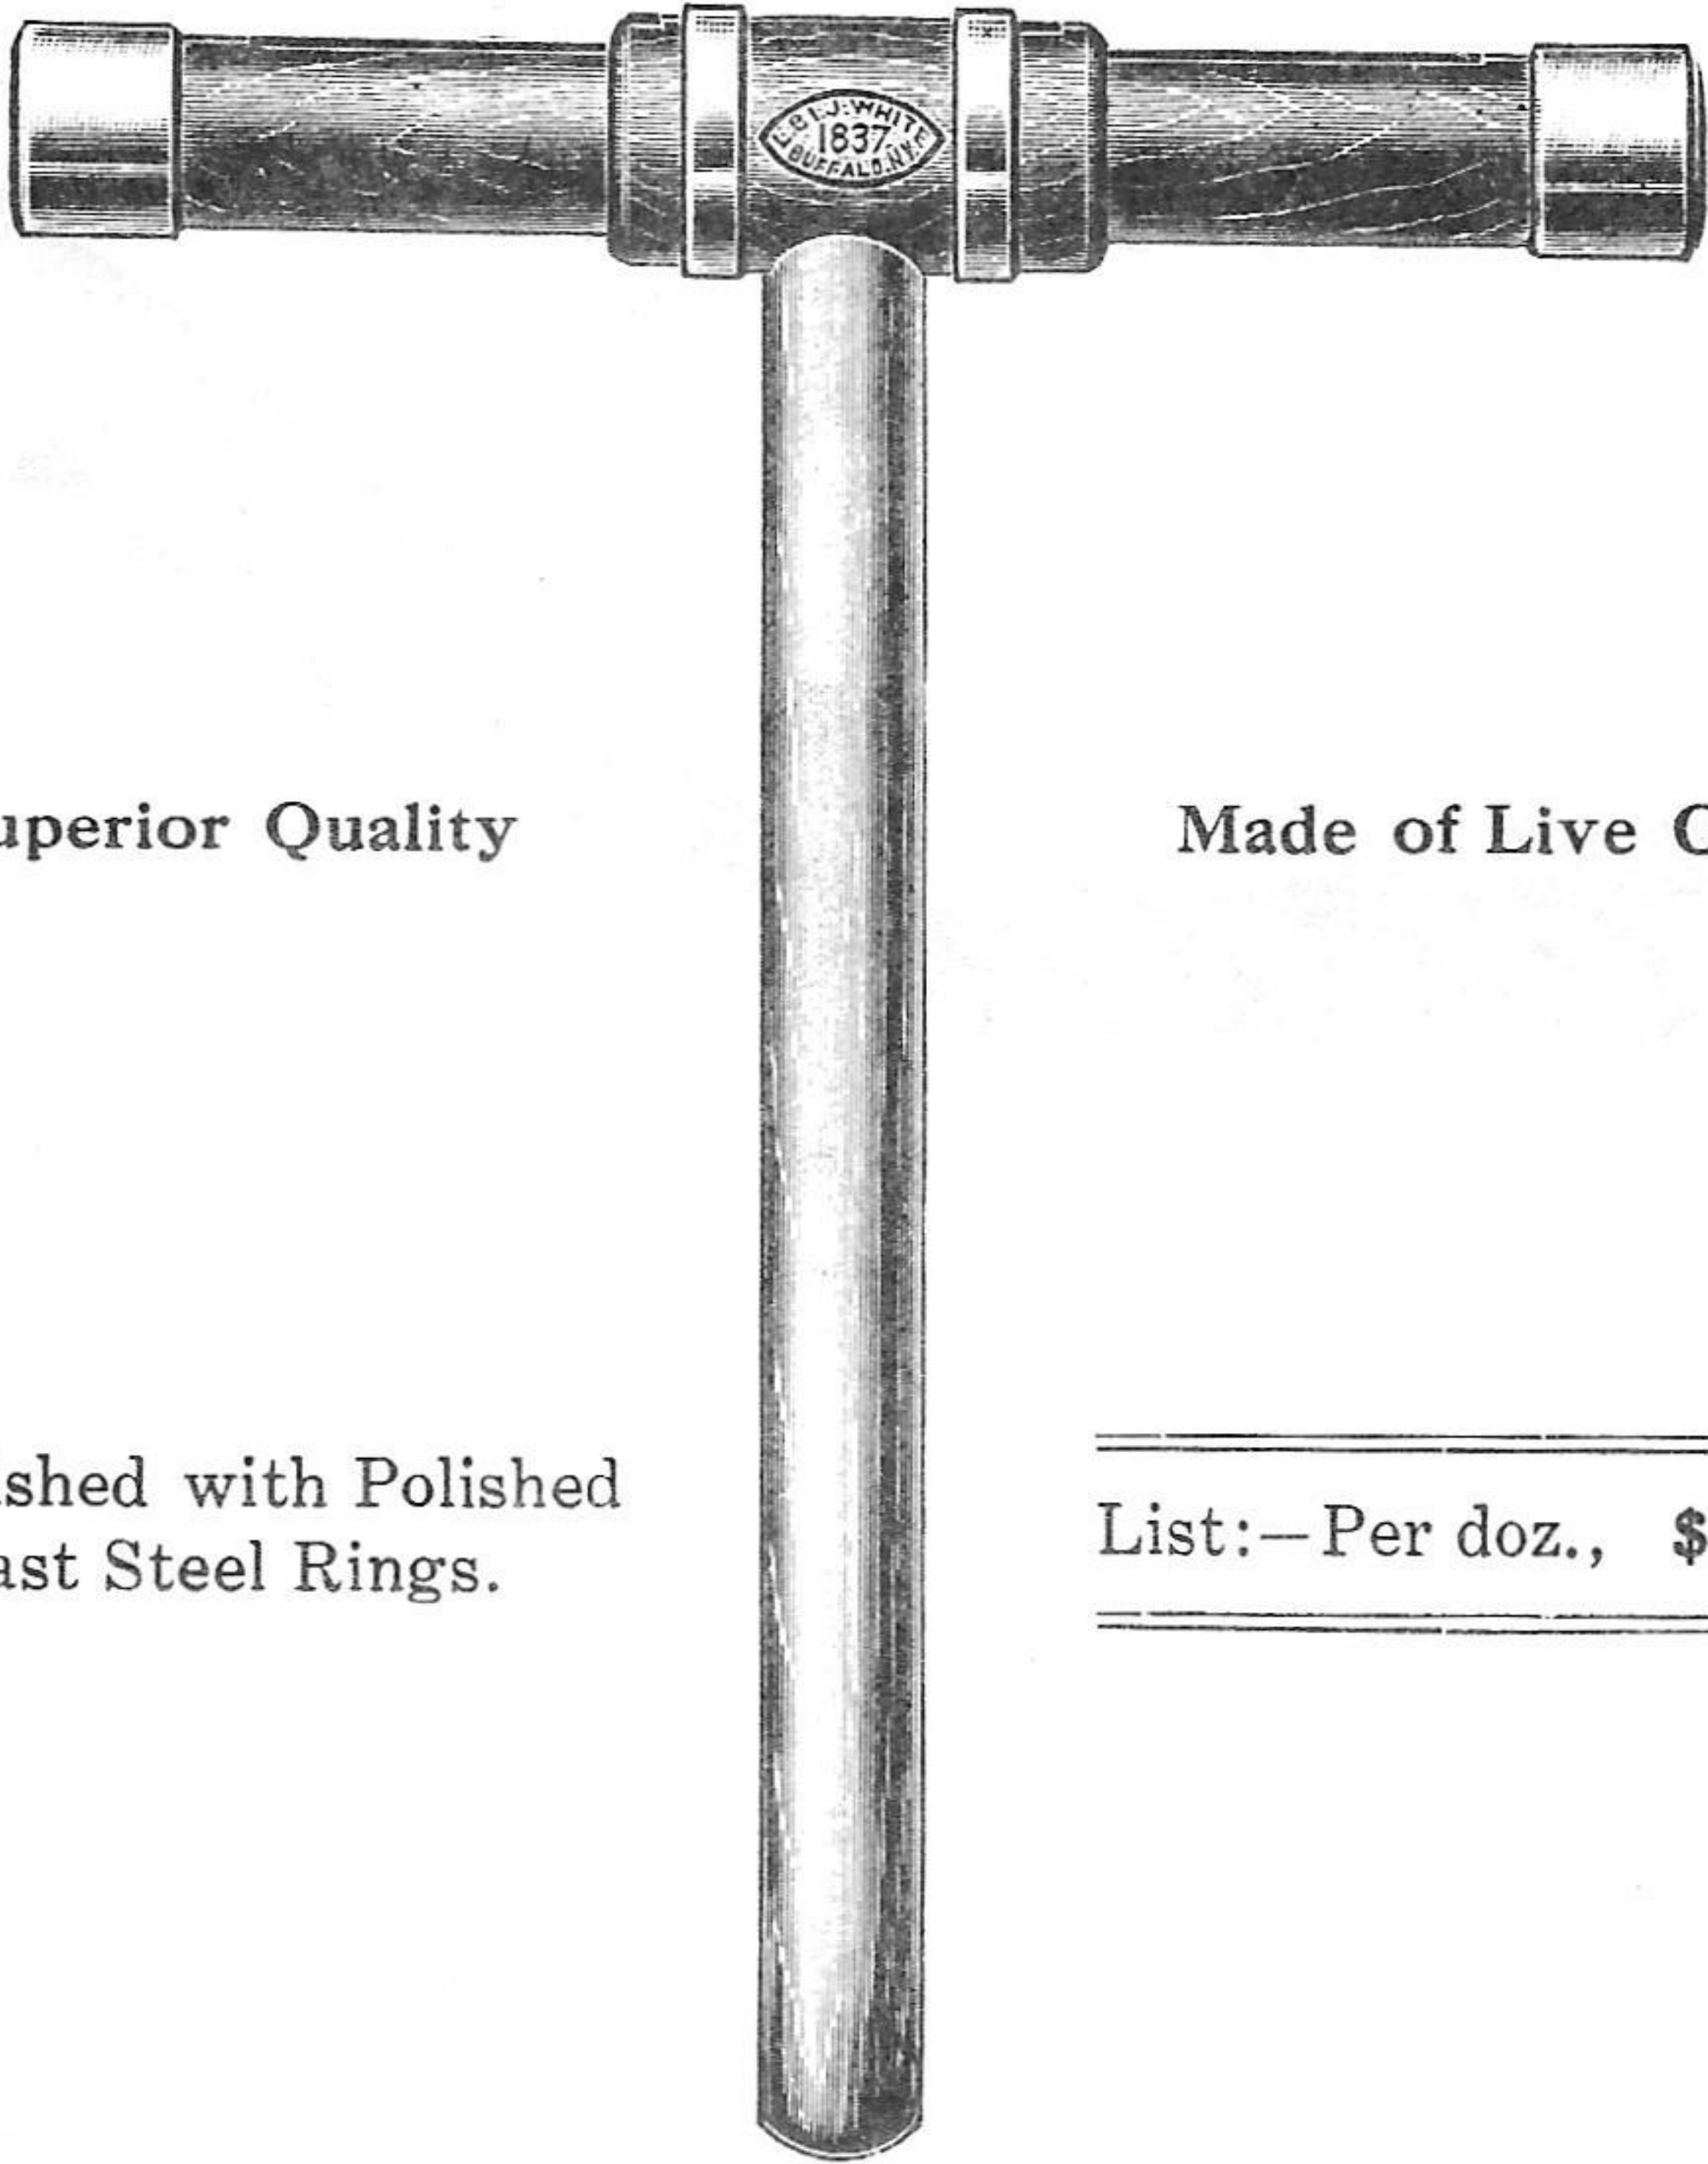 L.& I.J. WHITE
1837
BUFFALO.N.Y.
uperior Quality
Made of Live
shed with Polished
ast Steel Rings.
List:—Per doz., $